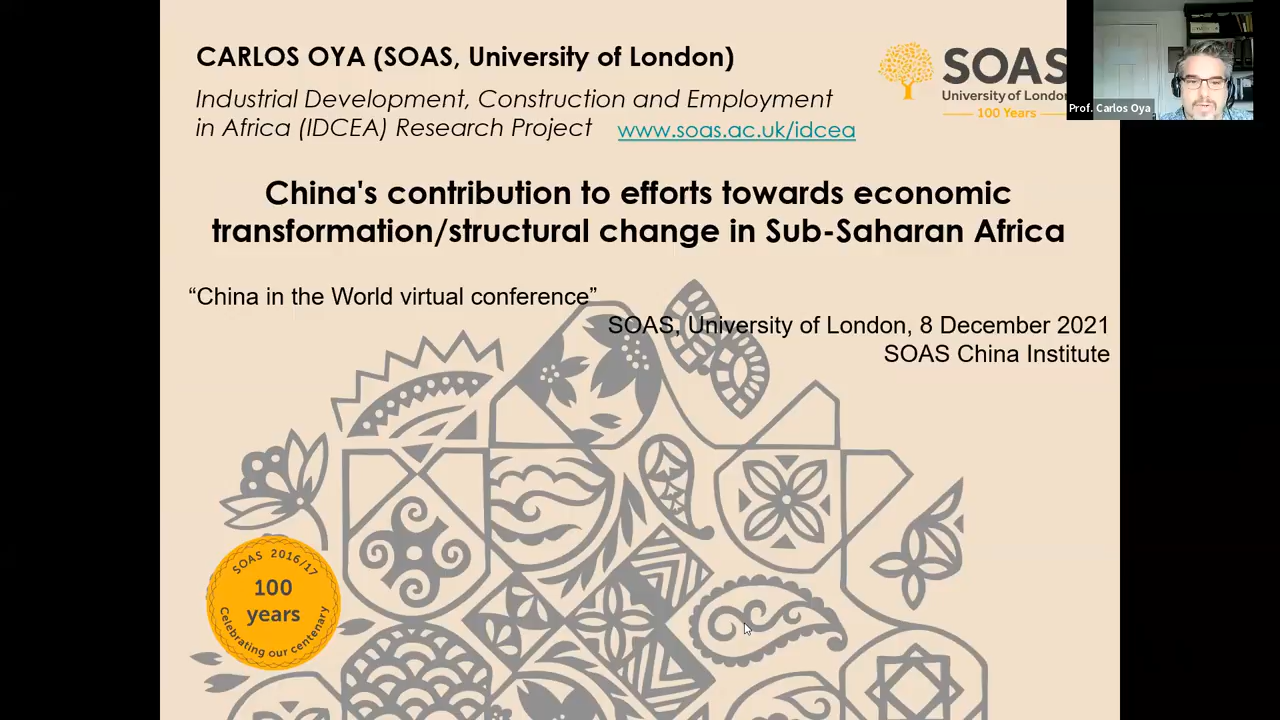 CARLOS OYA (SOAS, University of London)
Industrial Development, Construction and Employment
in Africa (IDCEA) Research Project www.soas.ac.uk/idcea
SOAS
University of London
100 Years
Prof. Carlos Oya
China's contribution to efforts towards economic
transformation/structural change in Sub-Saharan Africa
“China in the World virtual conference”
SOAS, University of London, 8 December 2021
SOAS China Institute
SOAS 2016/17
100
years
Celebrating our centenary